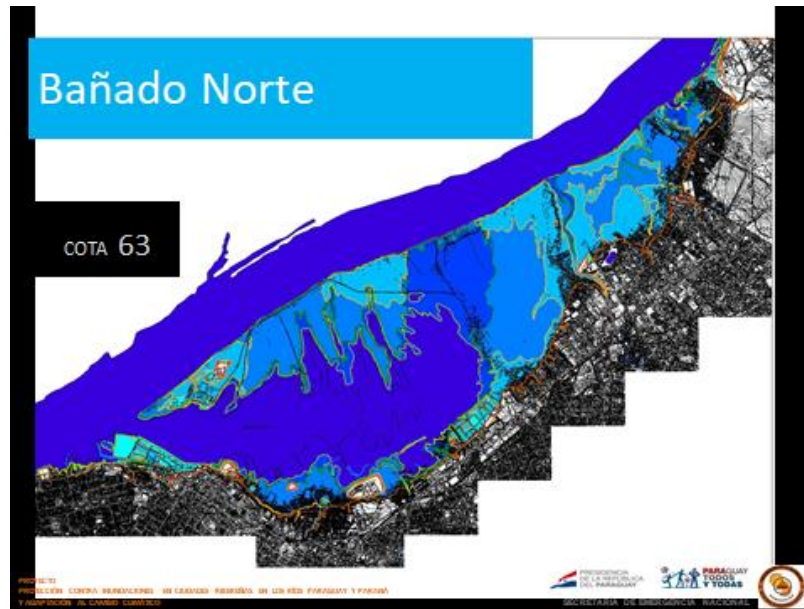 Bañado Norte
COTA 63
PROYECTO
PROTECCIÓN CONTRA INUNDACIONES EN CIUDADES RIBEREÑAS EN LOS RÍOS PARAGUAY Y PARANÁ
Y ADAPTACIÓN AL CAMBIO CLIMÁTICO
PRESIDENCIA
DE LA REPÚBLICA
DEL PARAGUAY
PARAGUAY
TODOS
Y TODAS
SECRETARIA DE EMERGENCIA NACIONAL